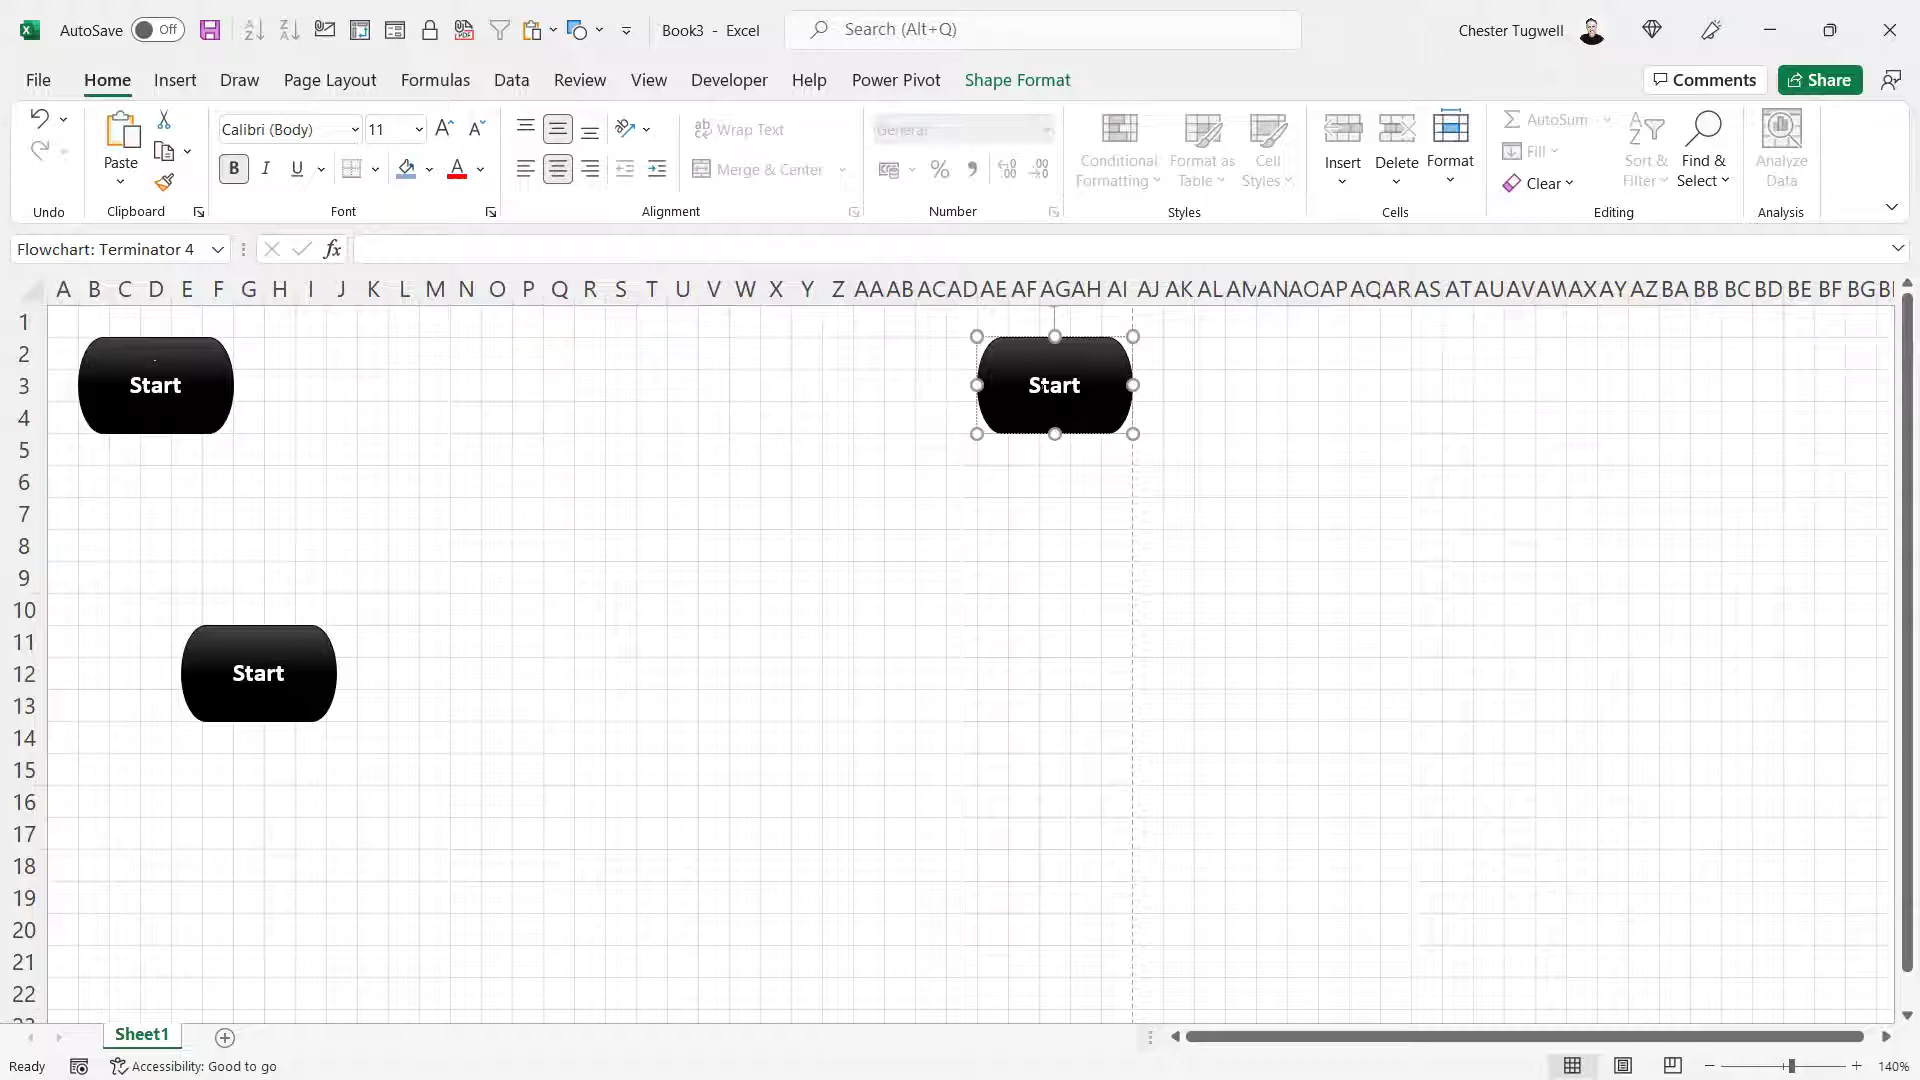 AutoSave Off Book3 - Excel Search (Alt+Q) Chester Tugwell
File Home Insert Draw Page Layout Formulas Data Review View Developer Help Power Pivot Shape Format Comments Share
Calibri (Body) 11 Wrap Text General
Paste B I U A Merge & Center % Conditional Formatting Format as Table Cell Styles Insert Delete Format AutoSum Fill Clear Sort & Filter Find & Select Analyze Data
Undo Clipboard Font Alignment Number Styles Cells Editing Analysis
Flowchart: Terminator 4 fx
A B C D E F G H I J K L M N O P Q R S T U V W X Y Z AA AB AC AD AE AF AG AH AI AJ AK AL AM AN AO AP AQ AR AS AT AU AV AW AX AY AZ BA BB BC BD BE BF BG
1
2
3 Start Start
4
5
6
7
8
9
10
11
12 Start
13
14
15
16
17
18
19
20
21
22
Sheet1
Ready Accessibility: Good to go 140%